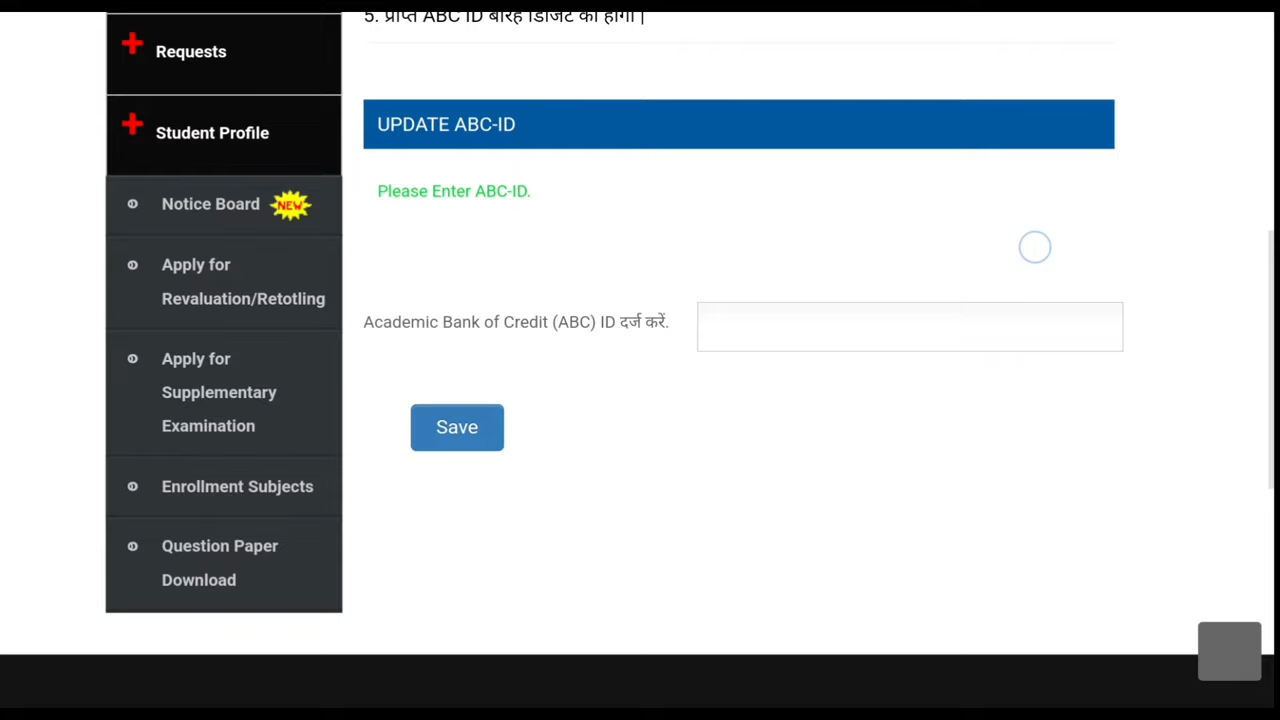 5. प्राप्त ABC ID बारह डिजिट की होगी |
Requests
Student Profile
Notice Board NEW
Apply for
Revaluation/Retotling
Apply for
Supplementary
Examination
Enrollment Subjects
Question Paper
Download
UPDATE ABC-ID
Please Enter ABC-ID.
Academic Bank of Credit (ABC) ID दर्ज करें.
Save